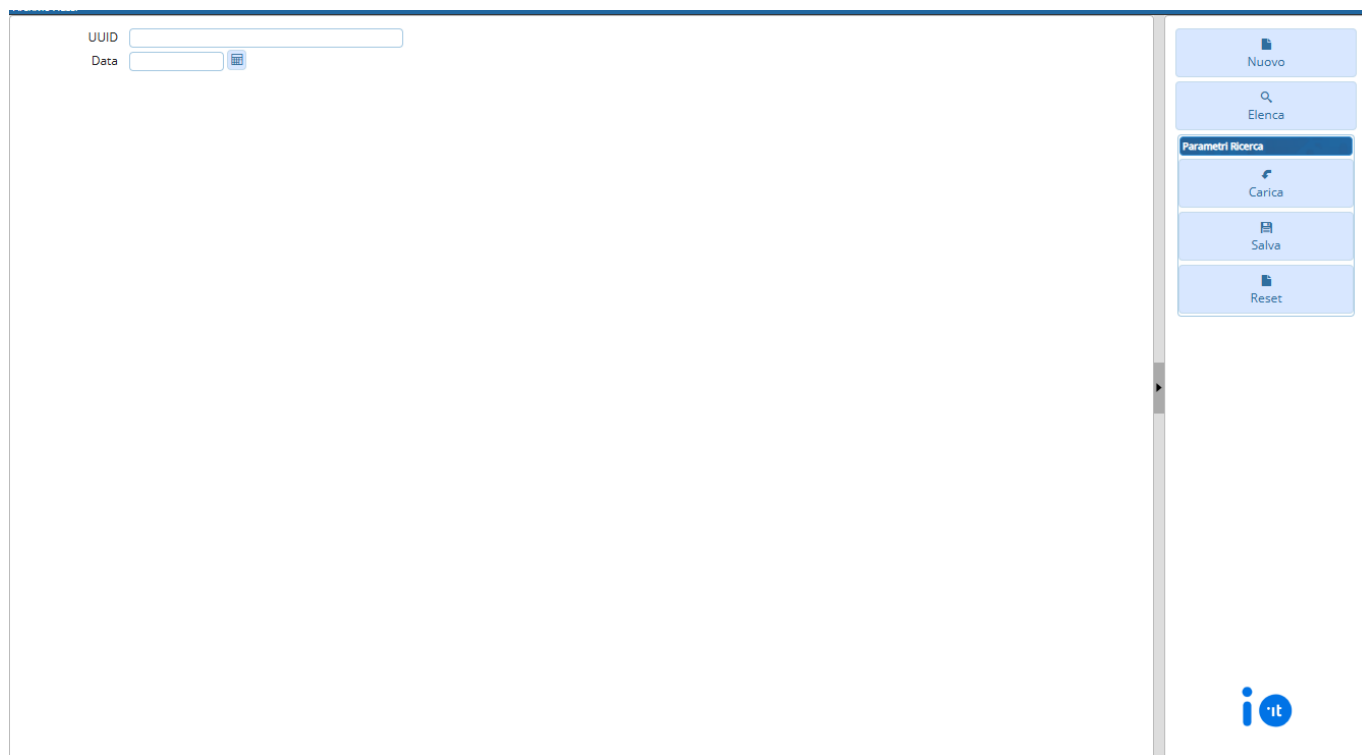 UUID
Data
Nuovo
Elenca
Parametri Ricerca
Carica
Salva
Reset
it